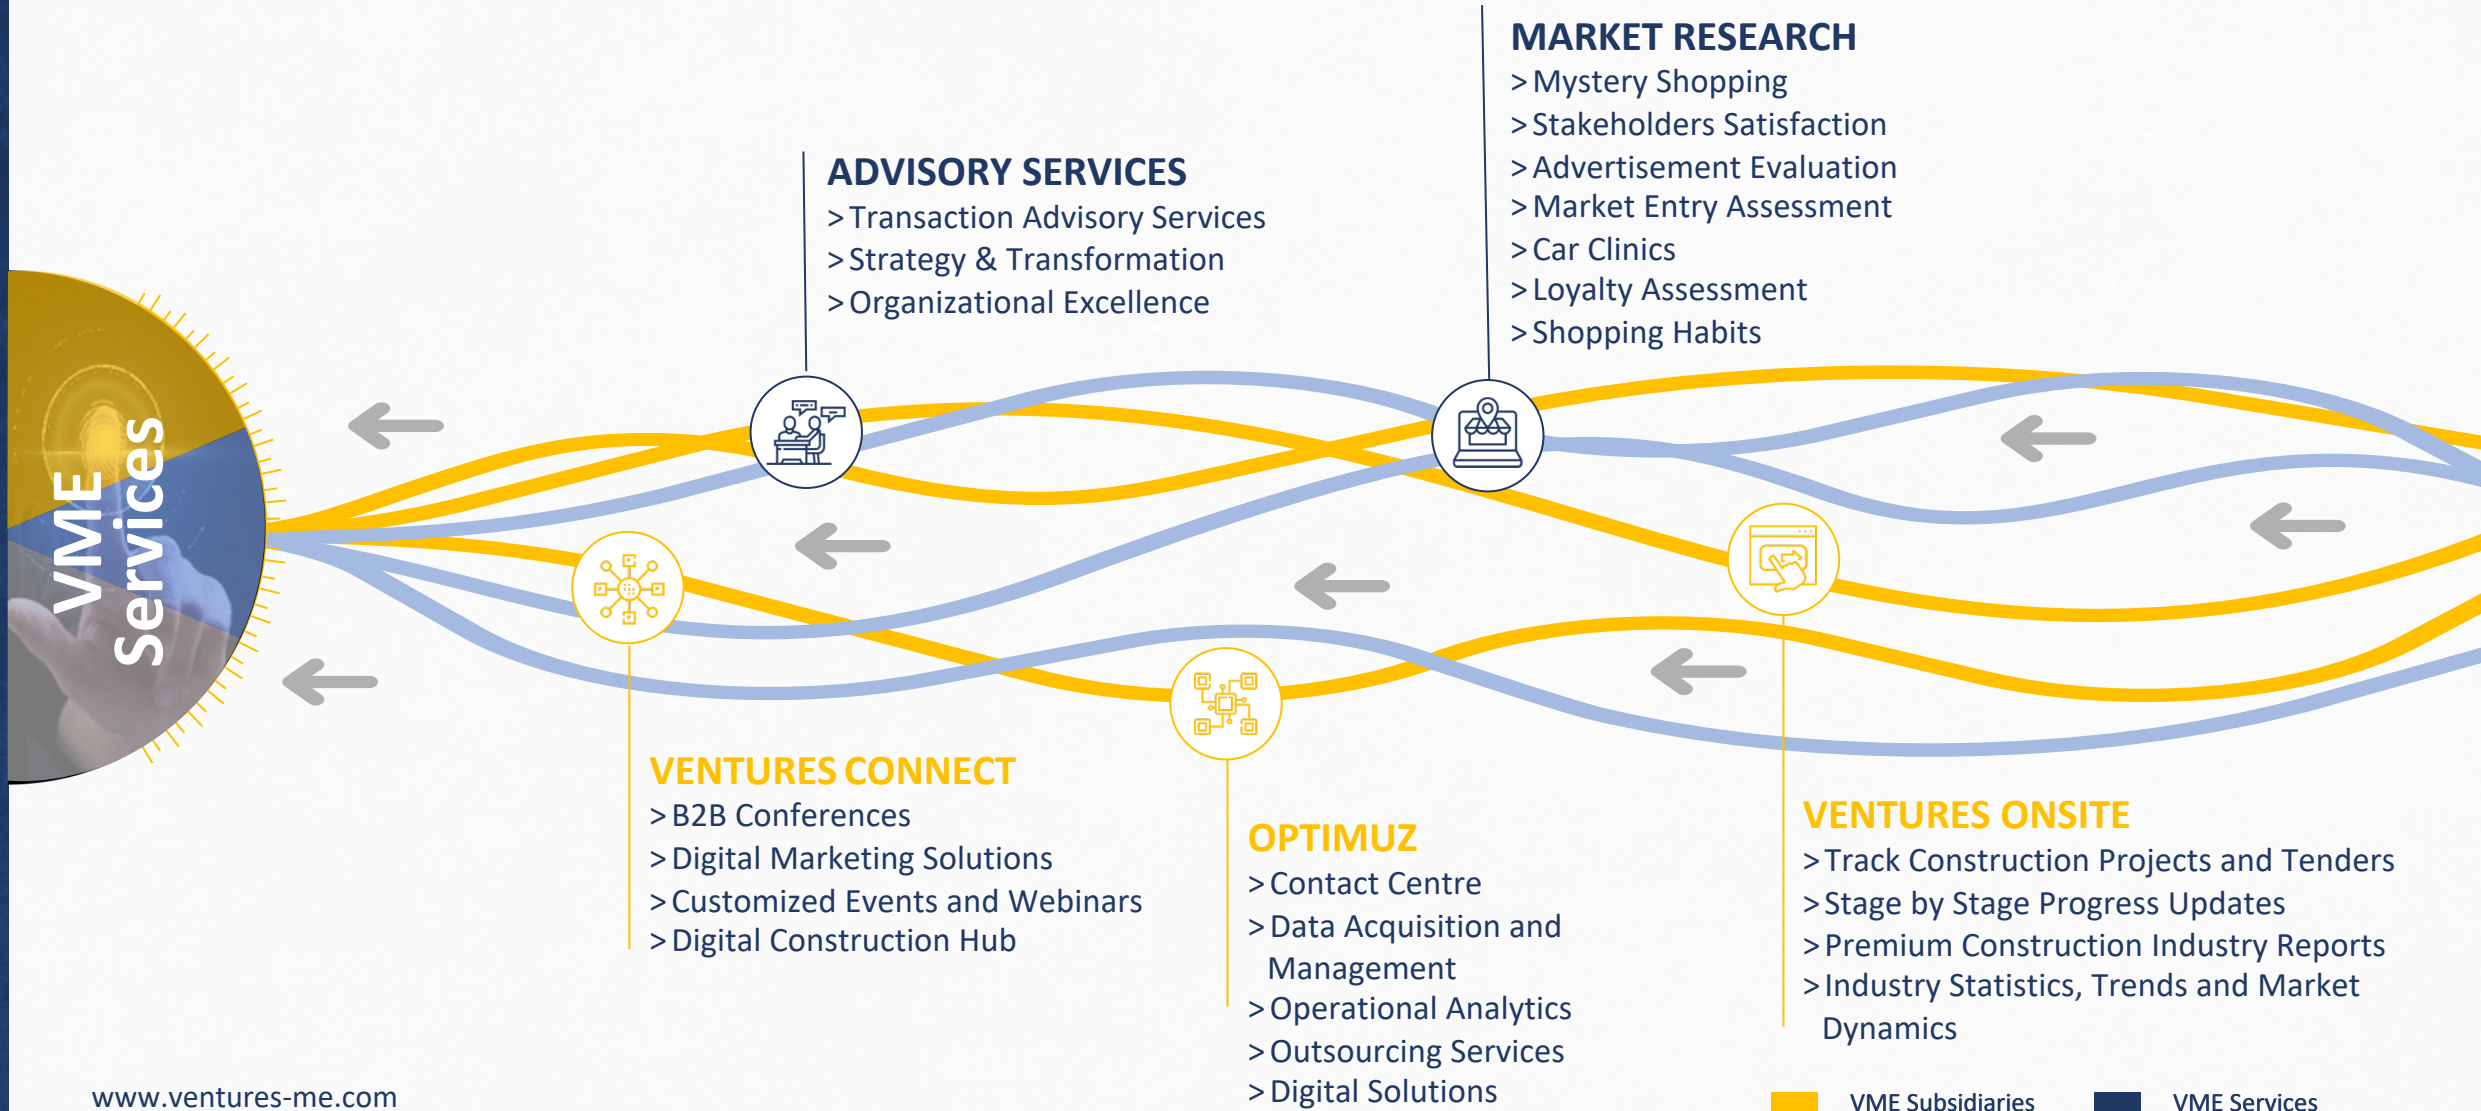 VME
Services
ADVISORY SERVICES
>Transaction Advisory Services
>Strategy & Transformation
>Organizational Excellence
MARKET RESEARCH
>Mystery Shopping
>Stakeholders Satisfaction
>Advertisement Evaluation
>Market Entry Assessment
>Car Clinics
>Loyalty Assessment
>Shopping Habits
VENTURES CONNECT
>B2B Conferences
>Digital Marketing Solutions
>Customized Events and Webinars
>Digital Construction Hub
OPTIMUZ
>Contact Centre
>Data Acquisition and
Management
>Operational Analytics
>Outsourcing Services
>Digital Solutions
VENTURES ONSITE
>Track Construction Projects and Tenders
>Stage by Stage Progress Updates
>Premium Construction Industry Reports
>Industry Statistics, Trends and Market
Dynamics
www.ventures-me.com
VME Subsidiaries
VME Services